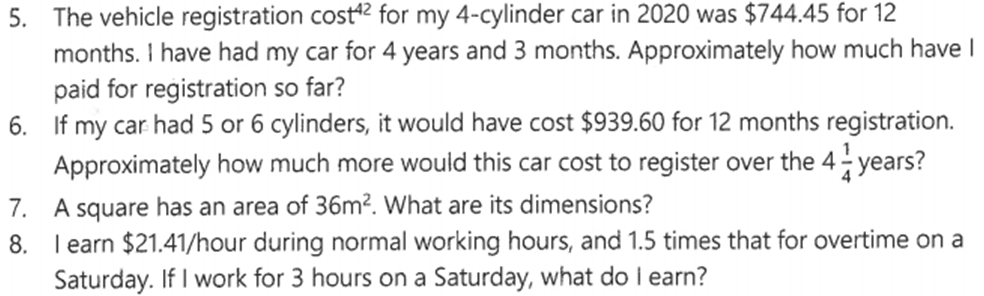 5. The vehicle registration cost⁴² for my 4-cylinder car in 2020 was $744.45 for 12
months. I have had my car for 4 years and 3 months. Approximately how much have I
paid for registration so far?
6. If my car had 5 or 6 cylinders, it would have cost $939.60 for 12 months registration.
Approximately how much more would this car cost to register over the 4 1/4 years?
7. A square has an area of 36m². What are its dimensions?
8. I earn $21.41/hour during normal working hours, and 1.5 times that for overtime on a
Saturday. If I work for 3 hours on a Saturday, what do I earn?